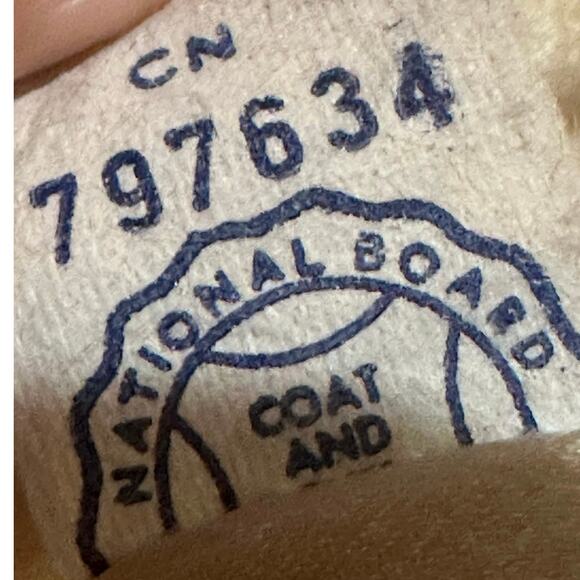 CN
797634
NATIONAL BOARD
COAT
AND